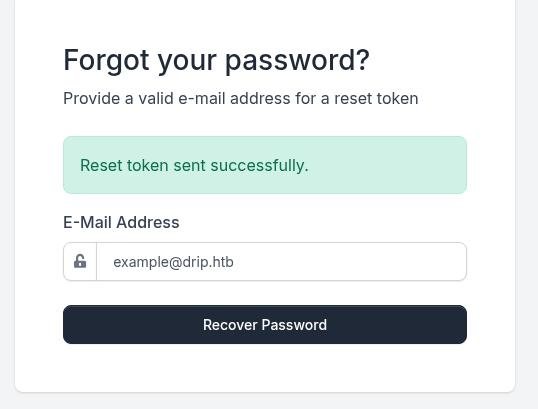 Forgot your password?
Provide a valid e-mail address for a reset token
Reset token sent successfully.
E-Mail Address
example@drip.htb
Recover Password